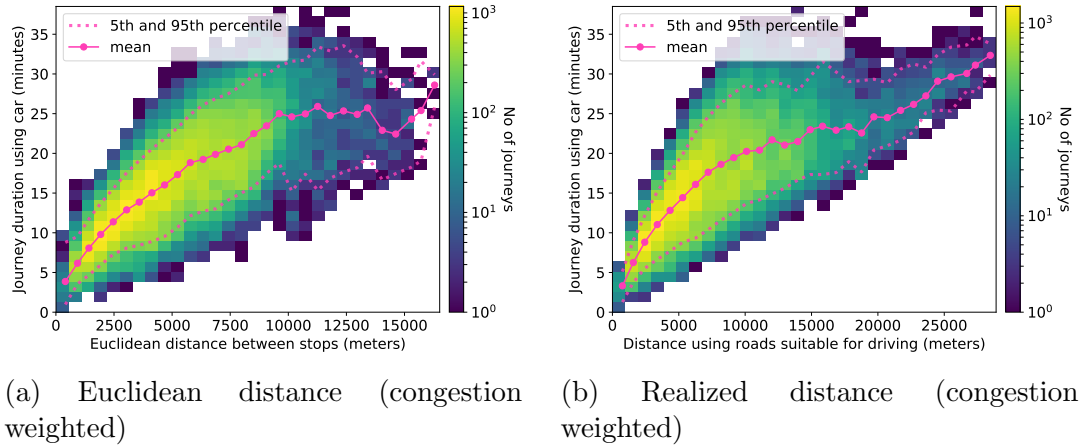 5th and 95th percentile
mean
Journey duration using car (minutes)
35
30
25
20
15
10
5
0
0 2500 5000 7500 10000 12500 15000
Euclidean distance between stops (meters)
10³
10²
10¹
10⁰
No of journeys
5th and 95th percentile
mean
Journey duration using car (minutes)
35
30
25
20
15
10
5
0
0 5000 10000 15000 20000 25000
Distance using roads suitable for driving (meters)
10³
10²
10¹
10⁰
No of journeys
(a) Euclidean distance (congestion
weighted)
(b) Realized distance (congestion
weighted)